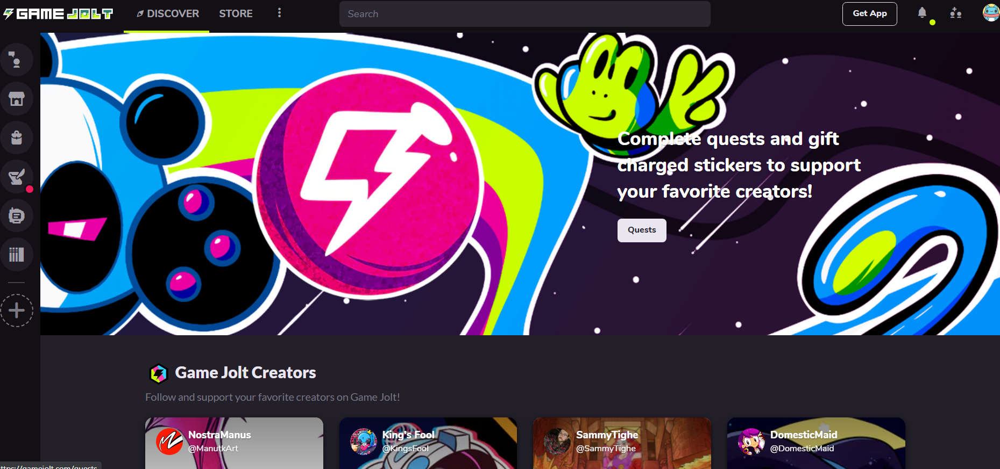 GAME JOLT
DISCOVER
STORE
Search
Get App
Complete quests and gift
charged stickers to support
your favorite creators!
Quests
Game Jolt Creators
Follow and support your favorite creators on Game Jolt!
NostraManus
@ManutkArt
King's Fool
@KingsFool
SammyTighe
@SammyTighe
DomesticMaid
@DomesticMaid
ttps://gamejolt.com/quests